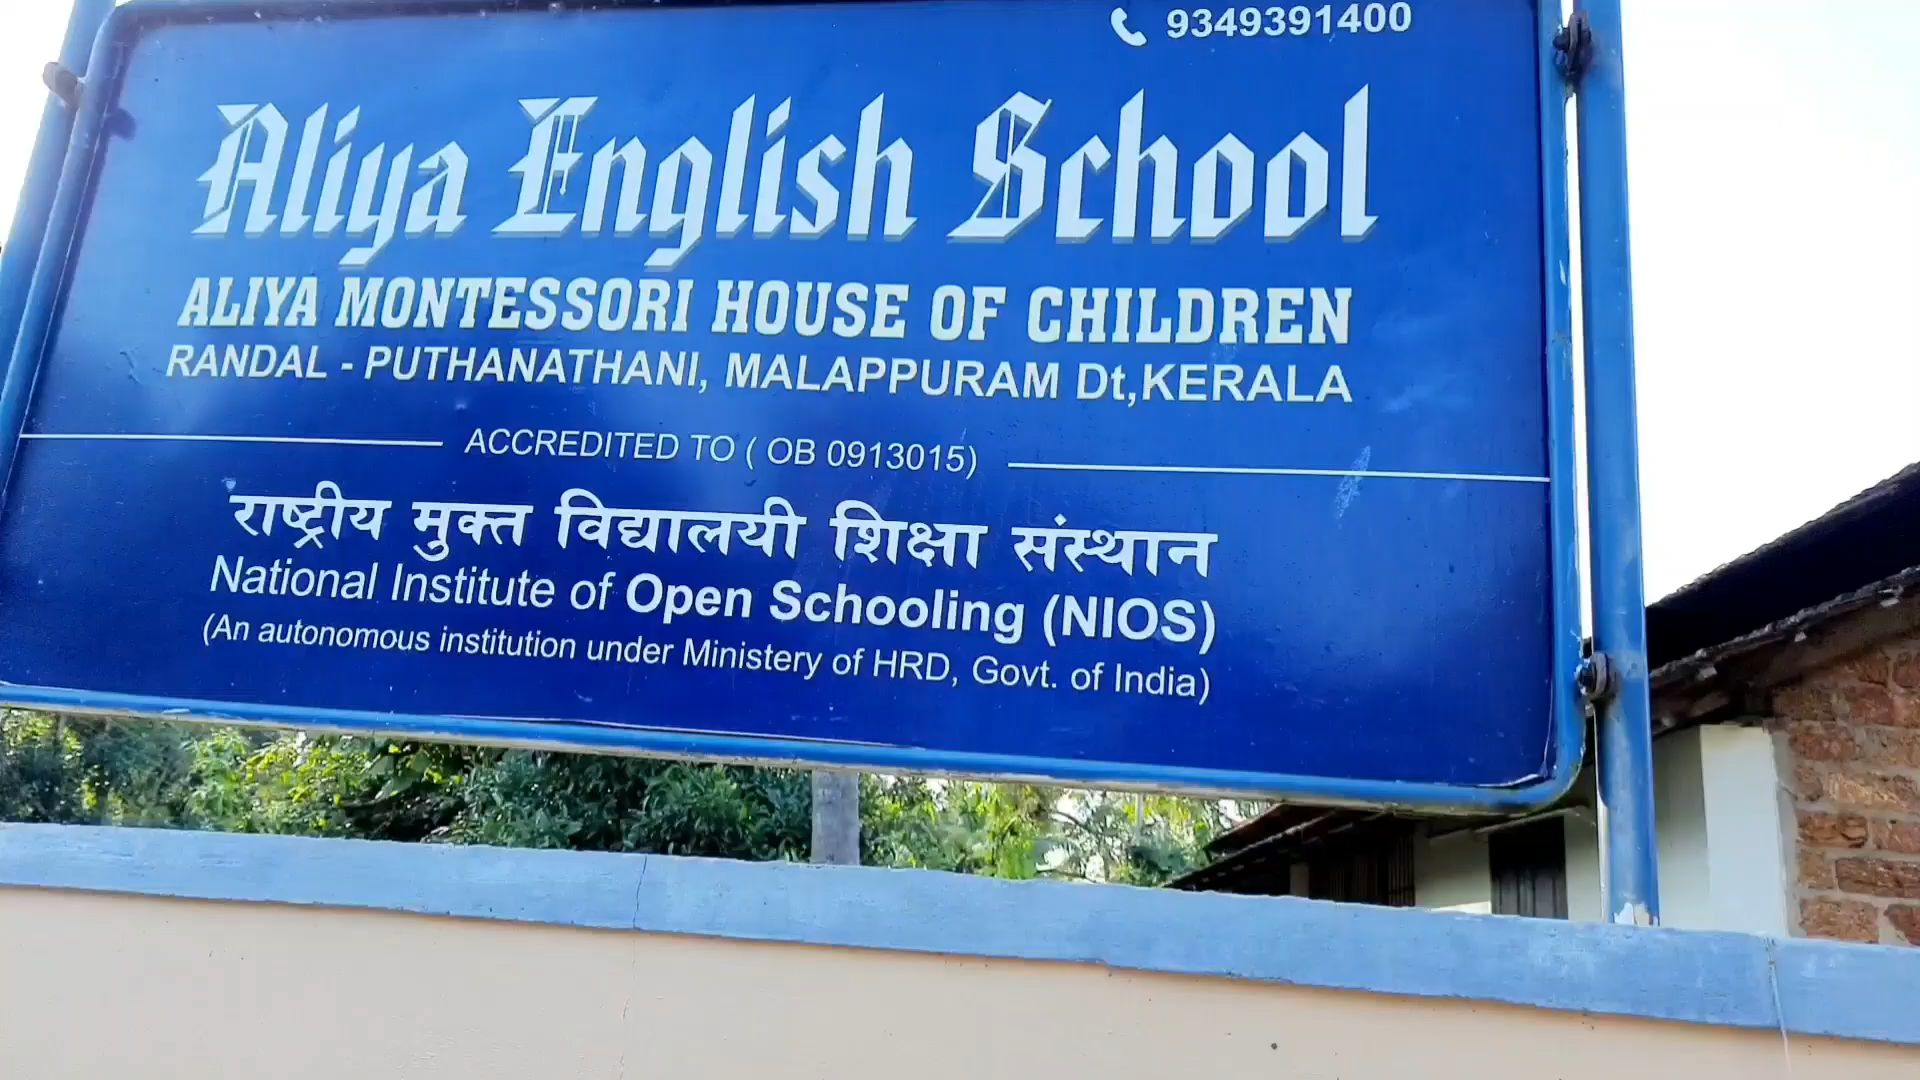 9349391400
Aliya English School
ALIYA MONTESSORI HOUSE OF CHILDREN
RANDAL - PUTHANATHANI, MALAPPURAM Dt,KERALA
ACCREDITED TO ( OB 0913015)
राष्ट्रीय मुक्त विद्यालयी शिक्षा संस्थान
National Institute of Open Schooling (NIOS)
(An autonomous institution under Ministery of HRD, Govt. of India)